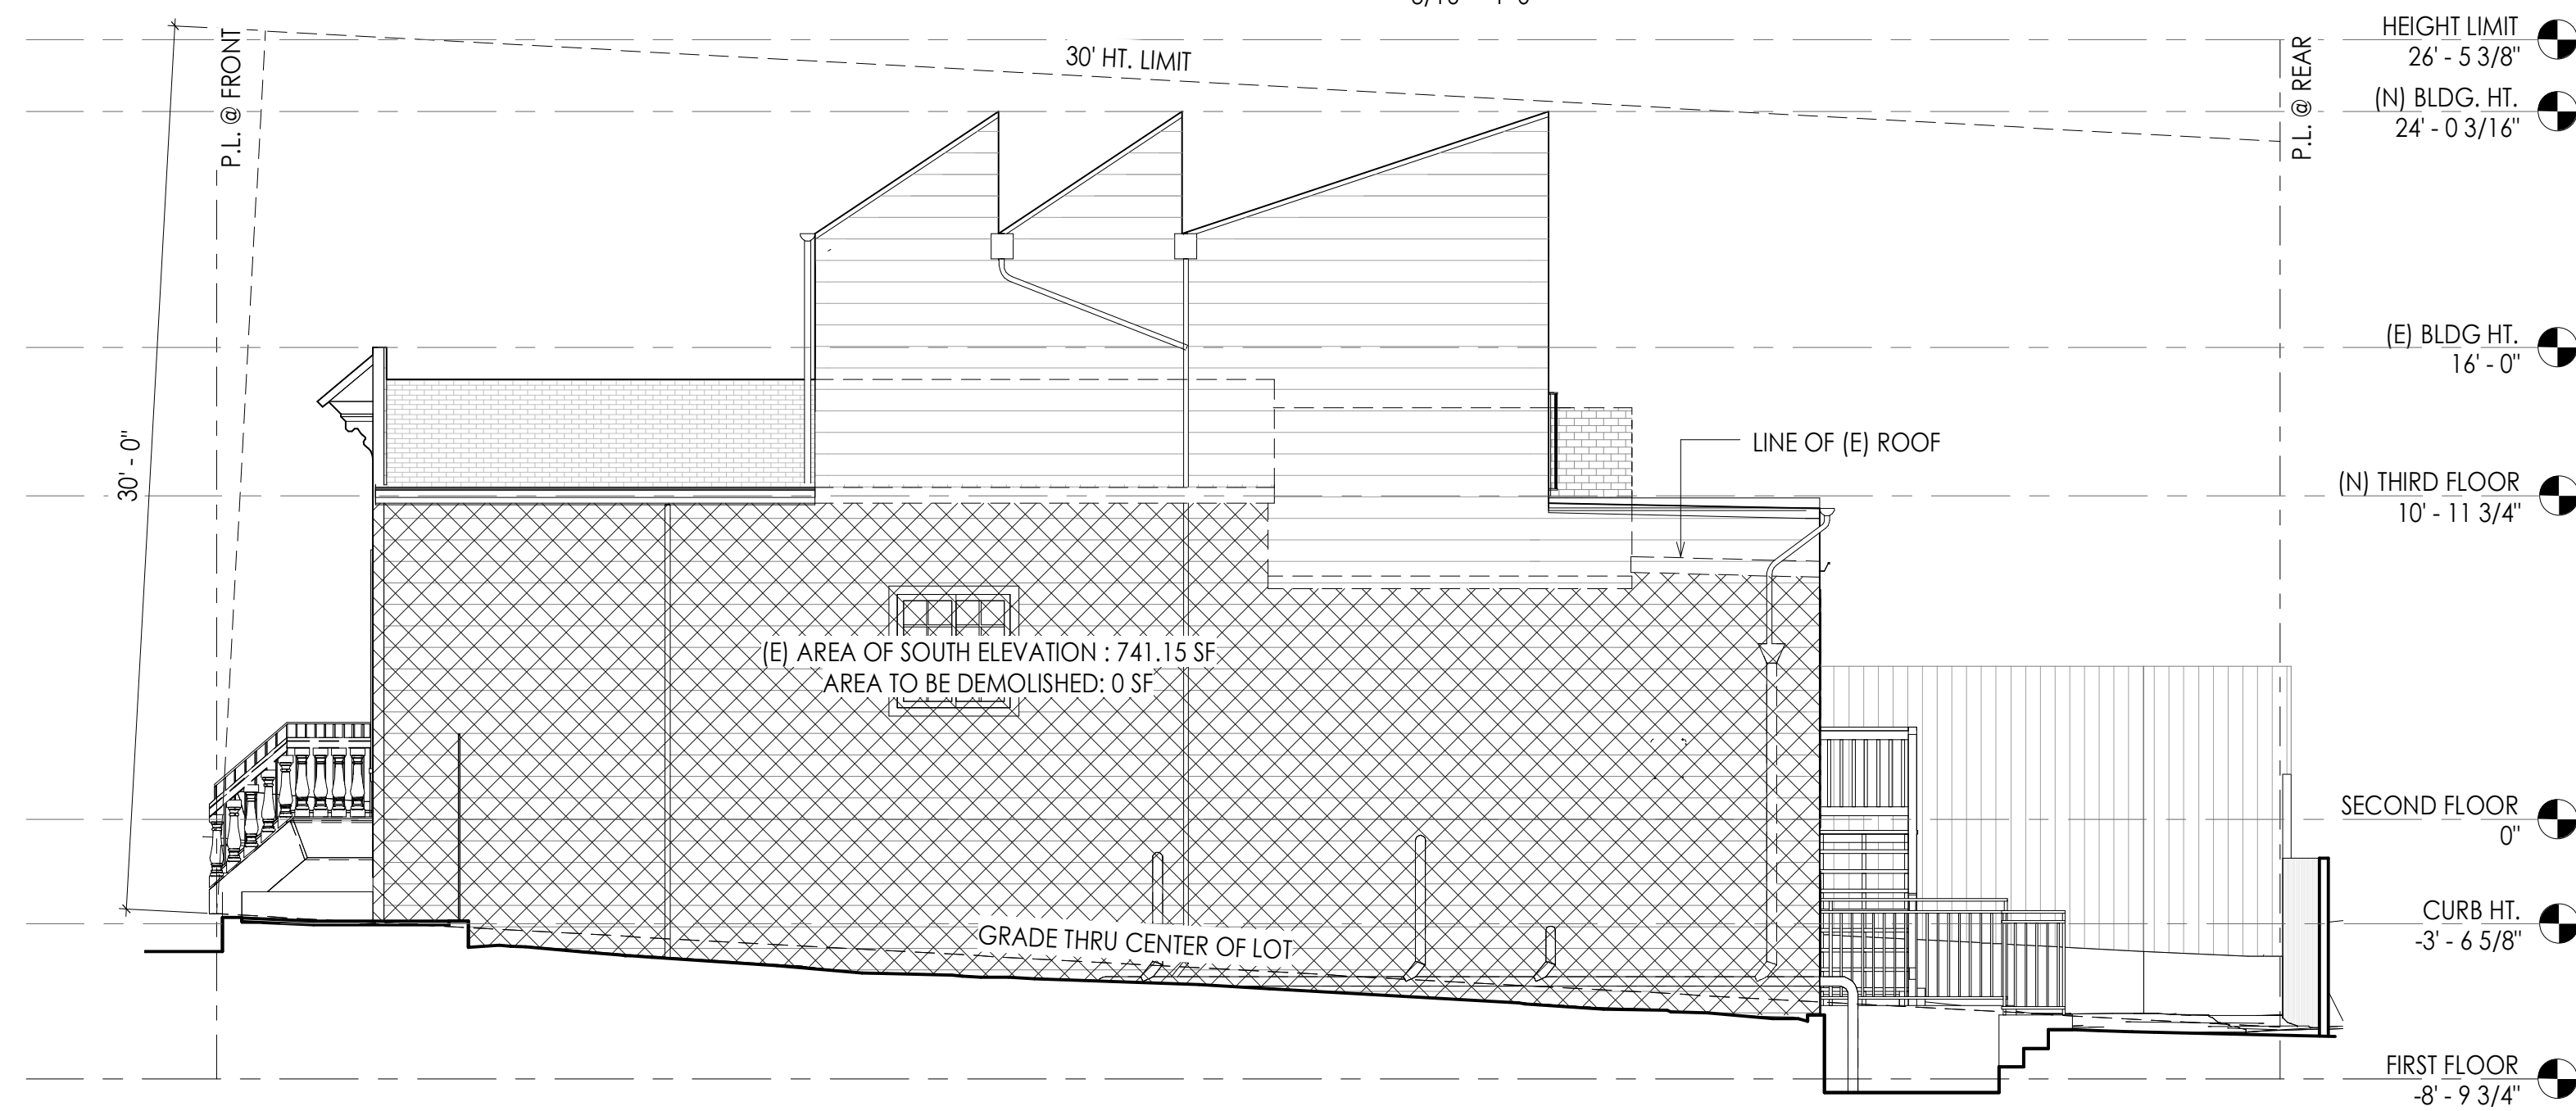 HEIGHT LIMIT
26' - 5 3/8"
30' HT. LIMIT
P.L. @ FRONT
P.L. @ REAR
(N) BLDG. HT.
24' - 0 3/16"
(E) BLDG HT.
16' - 0"
30' - 0"
LINE OF (E) ROOF
(N) THIRD FLOOR
10' - 11 3/4"
(E) AREA OF SOUTH ELEVATION : 741.15 SF
AREA TO BE DEMOLISHED: 0 SF
SECOND FLOOR
0"
GRADE THRU CENTER OF LOT
CURB HT.
-3' - 6 5/8"
FIRST FLOOR
-8' - 9 3/4"